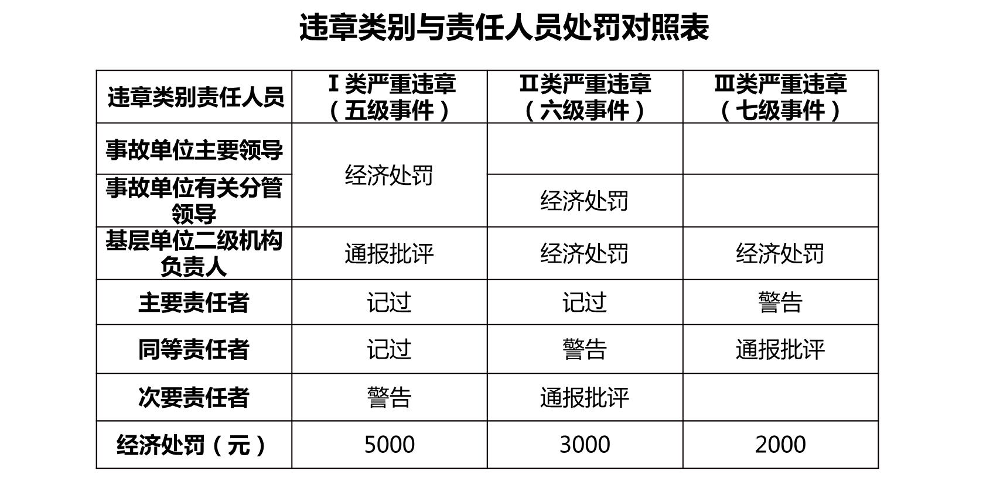 违章类别与责任人员处罚对照表
违章类别责任人员
Ⅰ类严重违章
（五级事件）
Ⅱ类严重违章
（六级事件）
Ⅲ类严重违章
（七级事件）
事故单位主要领导
经济处罚
事故单位有关分管
领导
经济处罚
基层单位二级机构
负责人
通报批评
经济处罚
经济处罚
主要责任者
记过
记过
警告
同等责任者
记过
警告
通报批评
次要责任者
警告
通报批评
经济处罚（元）
5000
3000
2000